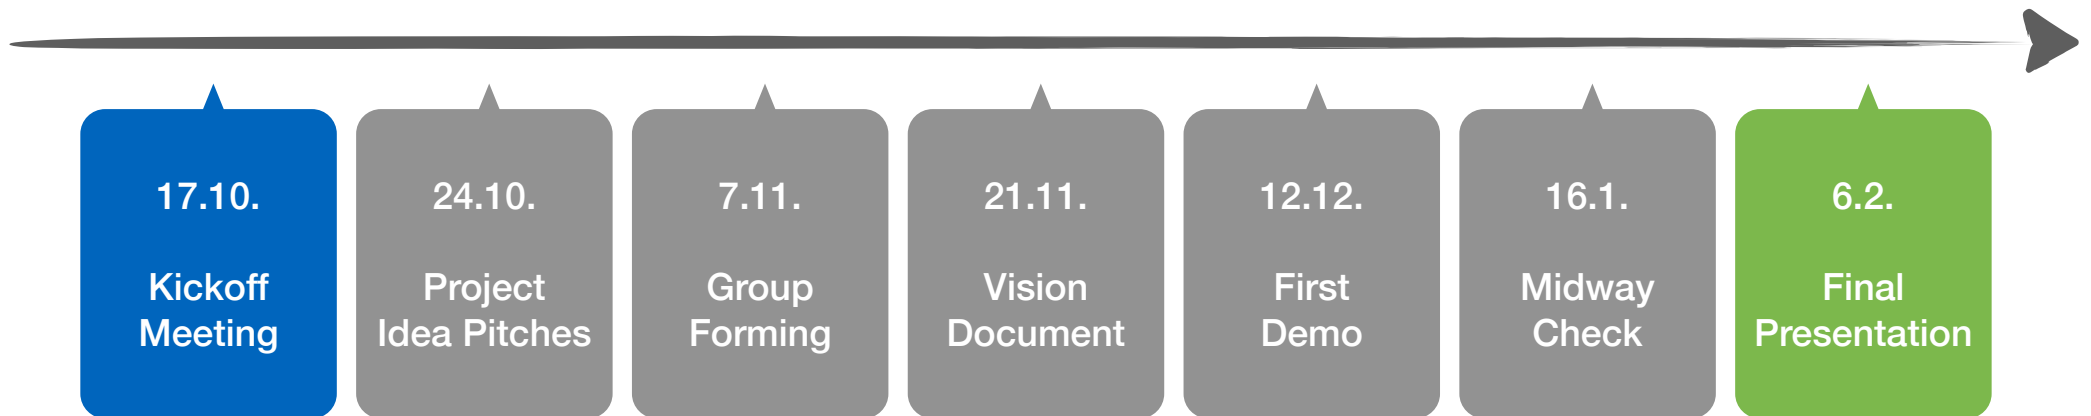 17.10.
Kickoff
Meeting
24.10.
Project
Idea Pitches
7.11.
Group
Forming
21.11.
Vision
Document
12.12.
First
Demo
16.1.
Midway
Check
6.2.
Final
Presentation